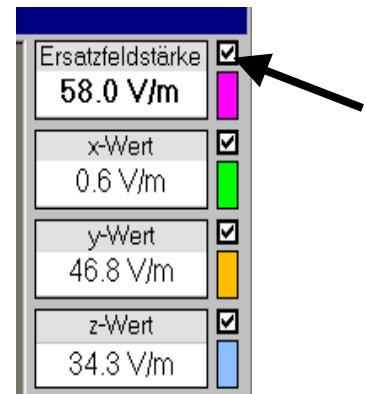 Ersatzfeldstärke
58.0 V/m
x-Wert
0.6 V/m
y-Wert
46.8 V/m
z-Wert
34.3 V/m